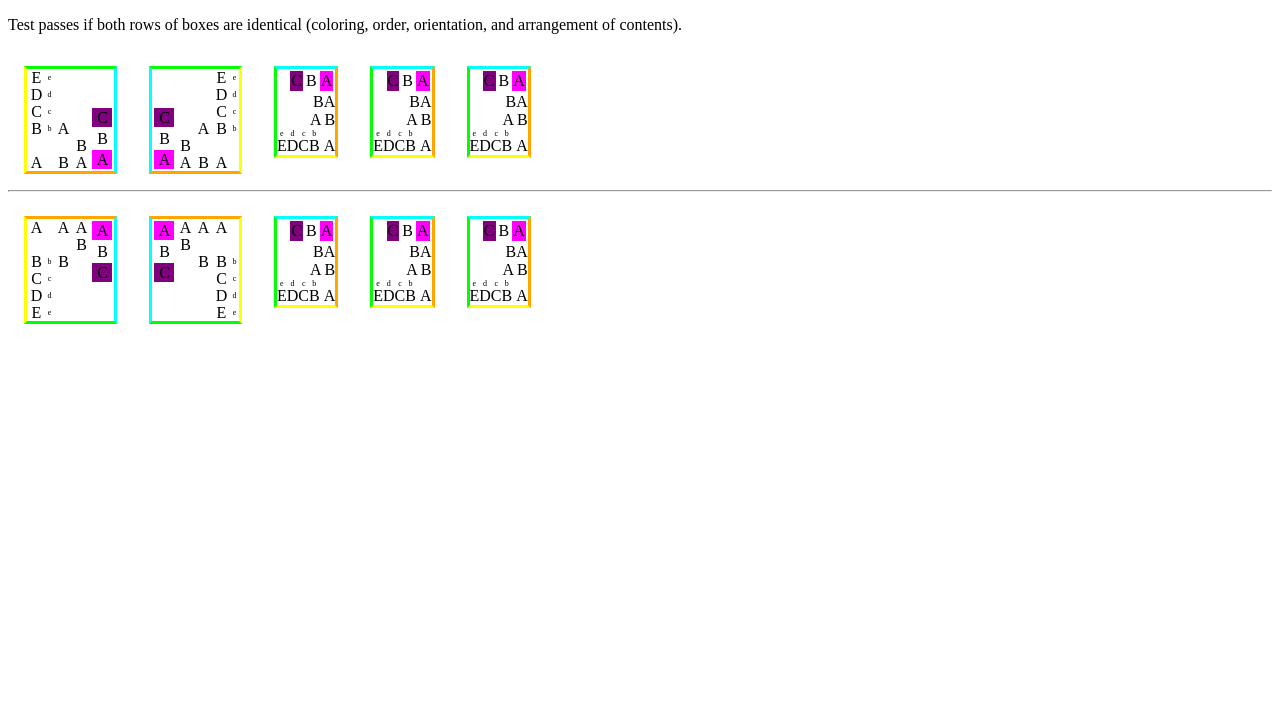 Test passes if both rows of boxes are identical (coloring, order, orientation, and arrangement of contents).
E e
D d
C c
C
B b A
B
B
A B A A
E e
D d
C c
C
A B b
B
B
A A B A
C B A
BA
A B
e d c b
EDCB A
C B A
BA
A B
e d c b
EDCB A
C B A
BA
A B
e d c b
EDCB A
A A A A
B
B
B b B
C
C c
D d
E e
A A A A
B
B
B B b
C
C c
D d
E e
C B A
BA
A B
e d c b
EDCB A
C B A
BA
A B
e d c b
EDCB A
C B A
BA
A B
e d c b
EDCB A